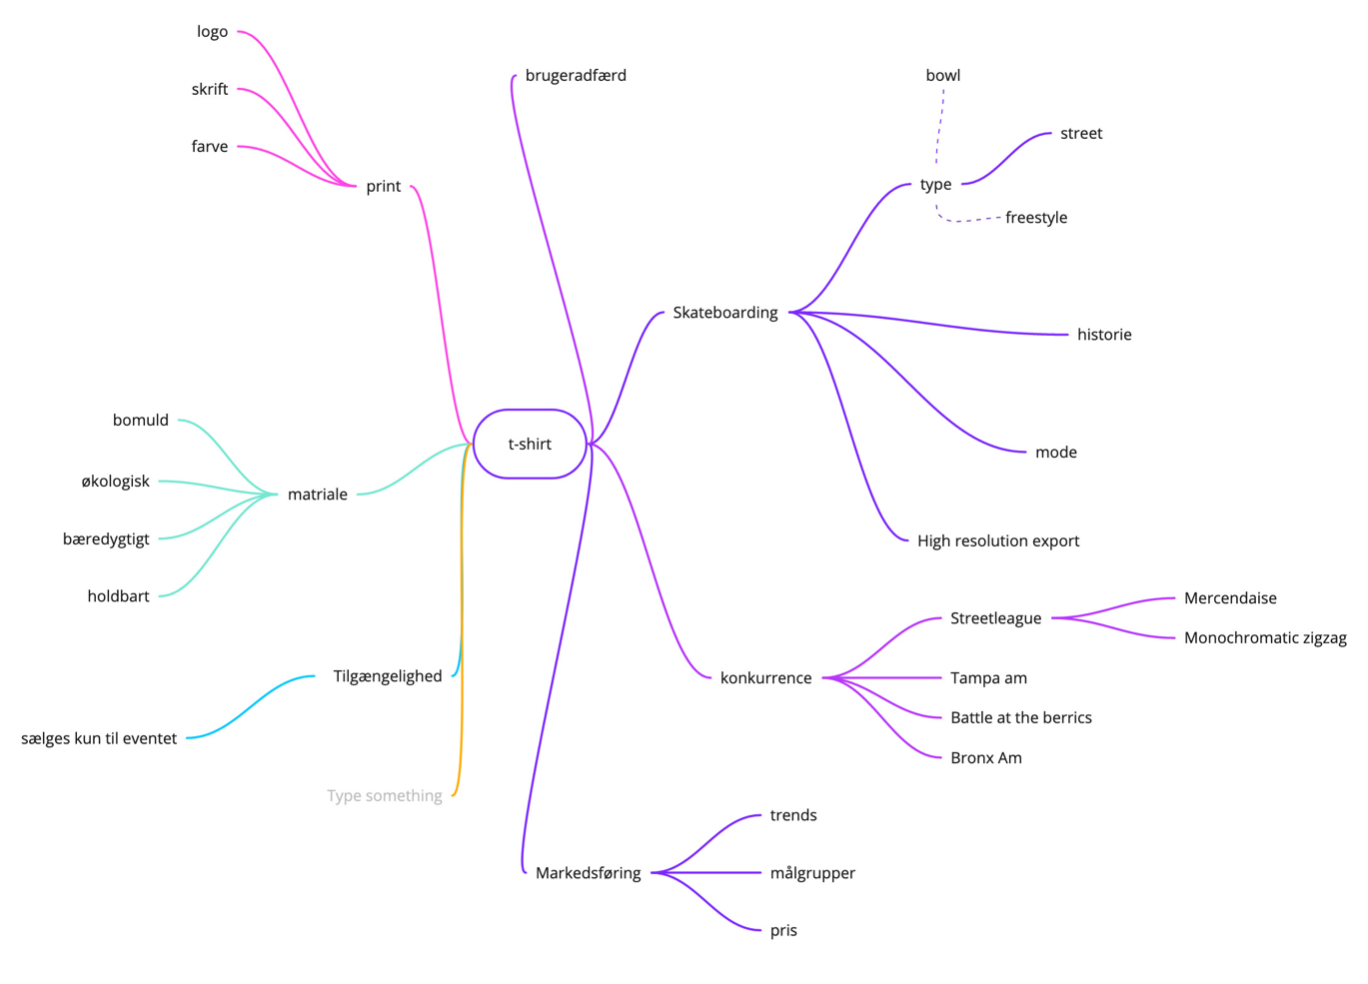 logo
skrift
farve
print
brugeradfærd
bowl
street
type
freestyle
Skateboarding
historie
mode
High resolution export
t-shirt
bomuld
økologisk
bæredygtigt
holdbart
matriale
Tilgængelighed
sælges kun til eventet
Type something
konkurrence
Streetleague
Mercendaise
Monochromatic zigzag
Tampa am
Battle at the berrics
Bronx Am
Markedsføring
trends
målgrupper
pris